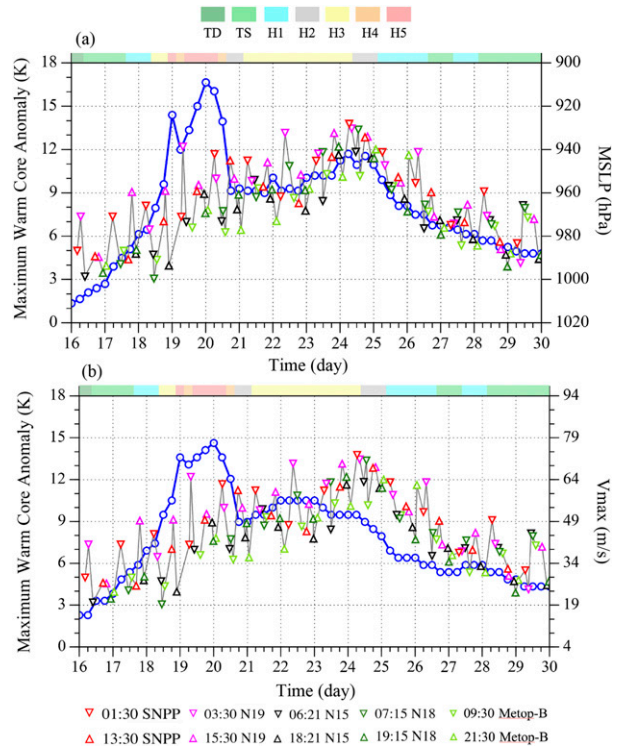 TD TS H1 H2 H3 H4 H5
(a)
18 15 12 9 6 3 0
Maximum Warm Core Anomaly (K)
900 920 940 960 980 1000 1020
MSLP (hPa)
16 17 18 19 20 21 22 23 24 25 26 27 28 29 30
Time (day)
(b)
18 15 12 9 6 3 0
Maximum Warm Core Anomaly (K)
94 79 64 49 34 19 4
Vmax (m/s)
16 17 18 19 20 21 22 23 24 25 26 27 28 29 30
Time (day)
01:30 SNPP 03:30 N19 06:21 N15 07:15 N18 09:30 Metop-B
13:30 SNPP 15:30 N19 18:21 N15 19:15 N18 21:30 Metop-B